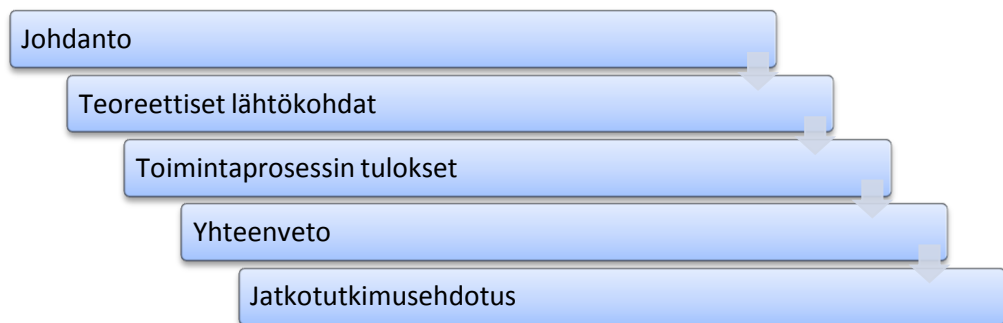 Johdanto
Teoreettiset lähtökohdat
Toimintaprosessin tulokset
Yhteenveto
Jatkotutkimusehdotus